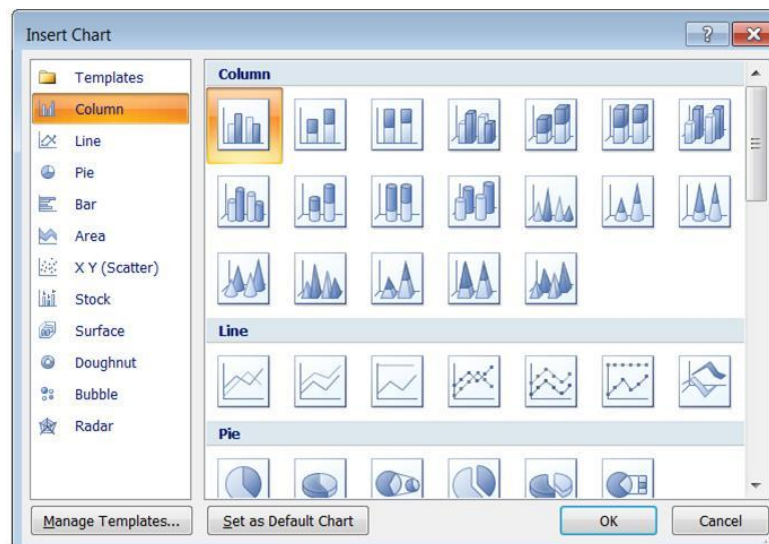 Insert Chart
Templates
Column
Line
Pie
Bar
Area
X Y (Scatter)
Stock
Surface
Doughnut
Bubble
Radar
Column
Line
Pie
Manage Templates...
Set as Default Chart
OK
Cancel